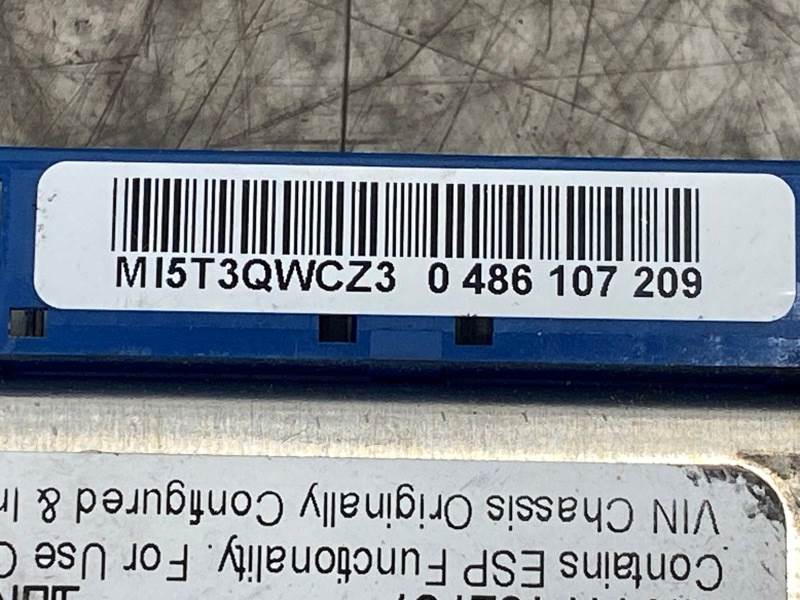 MI5T3QWCZ3 0 486 107 209
Contains ESP Functionality. For Use
VIN Chassis Originally Configured &